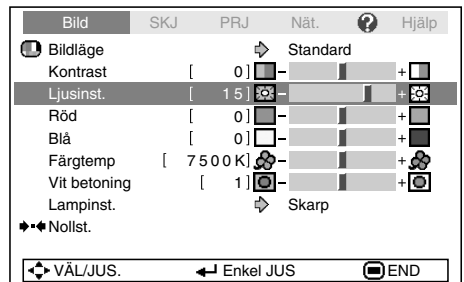 Bild SKJ PRJ Nät. ? Hjälp
Bildläge Standard
Kontrast [ 0] - +
Ljusinst. [ 15] - +
Röd [ 0] - +
Blå [ 0] - +
Färgtemp [ 7500K] - +
Vit betoning [ 1] - +
Lampinst. Skarp
Nollst.
VÄL/JUS. Enkel JUS END